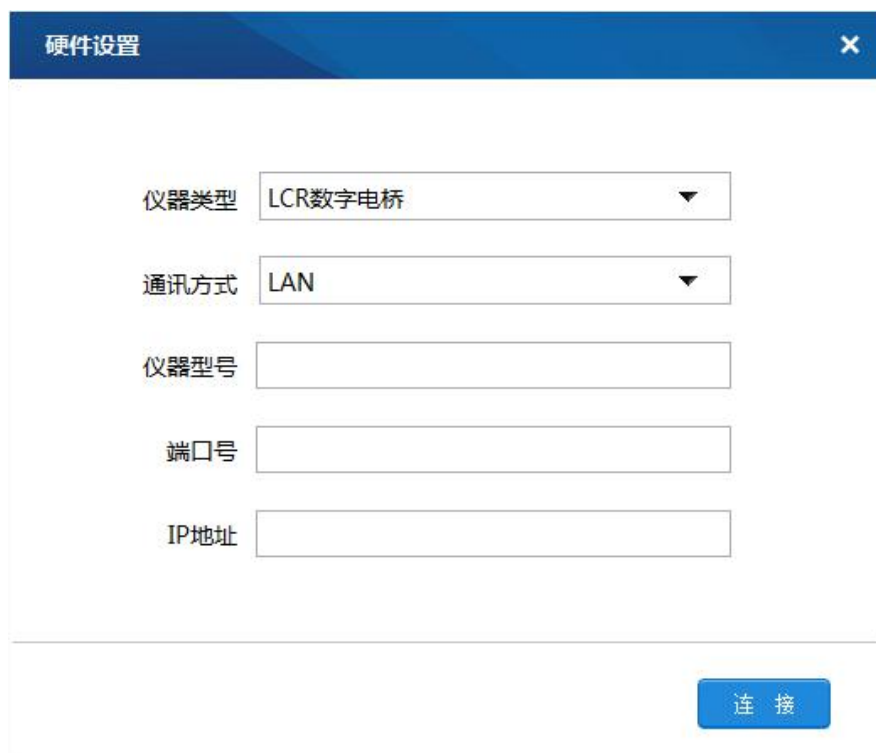 硬件设置
仪器类型 LCR数字电桥
通讯方式 LAN
仪器型号
端口号
IP地址
连 接